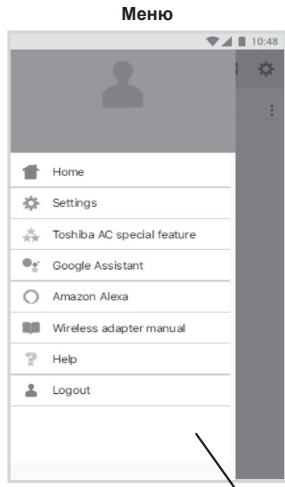 Меню
10:48
Home
Settings
Toshiba AC special feature
Google Assistant
Amazon Alexa
Wireless adapter manual
Help
Logout